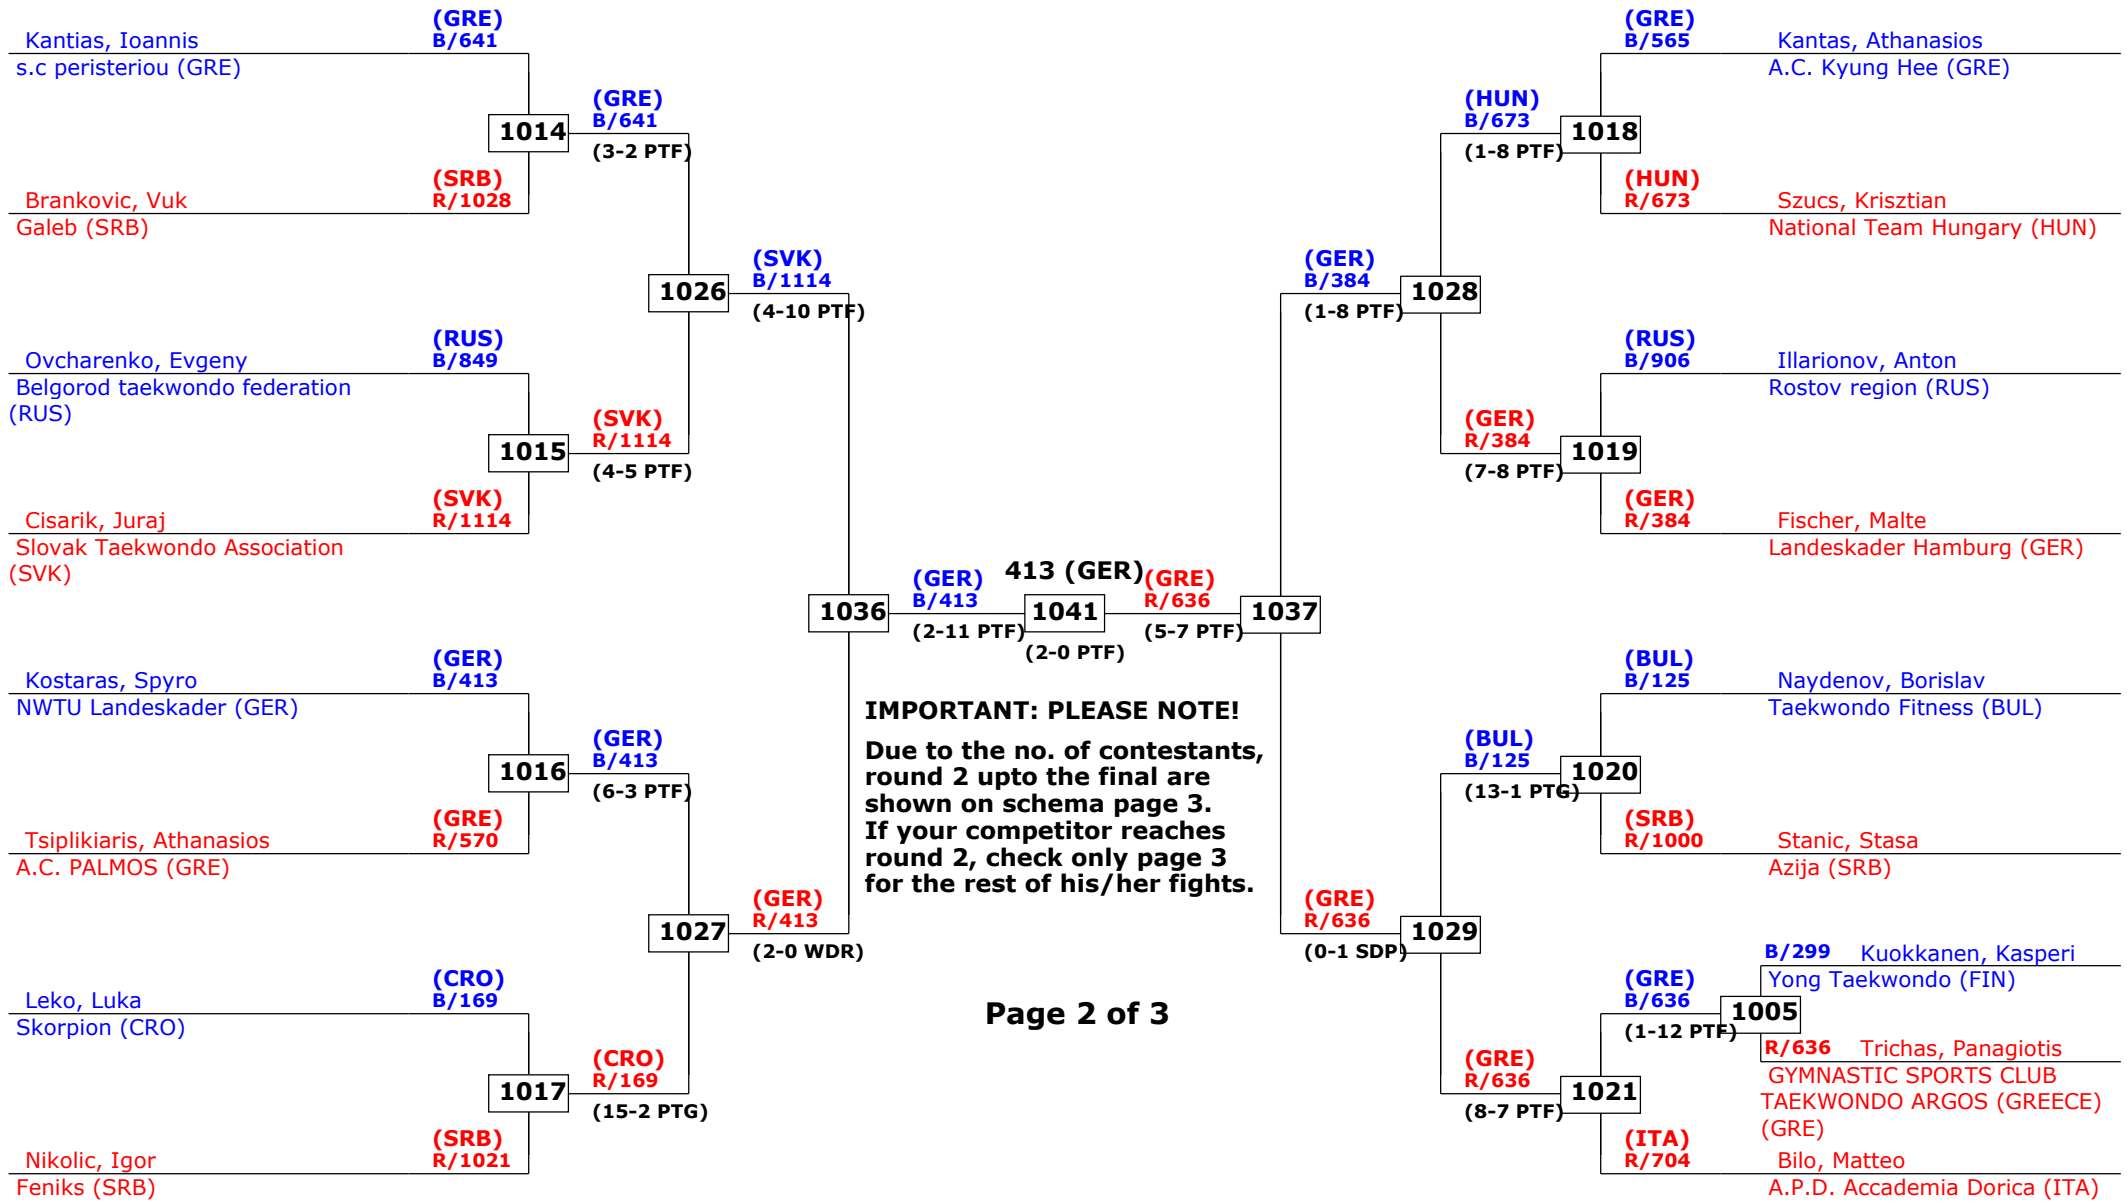 (GRE)
Kantias, Ioannis
B/641
s.c peristeriou (GRE)
1014
(GRE)
B/641
(3-2 PTF)
(SRB)
Brankovic, Vuk
R/1028
Galeb (SRB)
1026
(SVK)
B/1114
(4-10 PTF)
(RUS)
Ovcharenko, Evgeny
B/849
Belgorod taekwondo federation
(RUS)
1015
(SVK)
R/1114
(4-5 PTF)
(SVK)
Cisarik, Juraj
R/1114
Slovak Taekwondo Association
(SVK)
1036
(GER)
B/413
(2-11 PTF)
413 (GER)
1041
(2-0 PTF)
(GRE)
R/636
(5-7 PTF)
1037
(GER)
Kostaras, Spyro
B/413
NWTU Landeskader (GER)
1016
(GER)
B/413
(6-3 PTF)
(GRE)
Tsiplikiaris, Athanasios
R/570
A.C. PALMOS (GRE)
1027
(GER)
R/413
(2-0 WDR)
(CRO)
Leko, Luka
B/169
Skorpion (CRO)
1017
(CRO)
R/169
(15-2 PTG)
(SRB)
Nikolic, Igor
R/1021
Feniks (SRB)
IMPORTANT: PLEASE NOTE!
Due to the no. of contestants,
round 2 upto the final are
shown on schema page 3.
If your competitor reaches
round 2, check only page 3
for the rest of his/her fights.
Page 2 of 3
(GRE)
B/565
Kantas, Athanasios
A.C. Kyung Hee (GRE)
(HUN)
B/673
(1-8 PTF)
1018
(HUN)
R/673
Szucs, Krisztian
National Team Hungary (HUN)
(GER)
B/384
(1-8 PTF)
1028
(RUS)
B/906
Illarionov, Anton
Rostov region (RUS)
(GER)
R/384
(7-8 PTF)
1019
(GER)
R/384
Fischer, Malte
Landeskader Hamburg (GER)
(BUL)
B/125
Naydenov, Borislav
Taekwondo Fitness (BUL)
(BUL)
B/125
(13-1 PTG)
1020
(SRB)
R/1000
Stanic, Stasa
Azija (SRB)
(GRE)
R/636
(0-1 SDP)
1029
B/299
Kuokkanen, Kasperi
Yong Taekwondo (FIN)
(GRE)
B/636
(1-12 PTF)
1005
R/636
Trichas, Panagiotis
GYMNASTIC SPORTS CLUB
TAEKWONDO ARGOS (GREECE)
(GRE)
(GRE)
R/636
(8-7 PTF)
1021
(ITA)
R/704
Bilo, Matteo
A.P.D. Accademia Dorica (ITA)